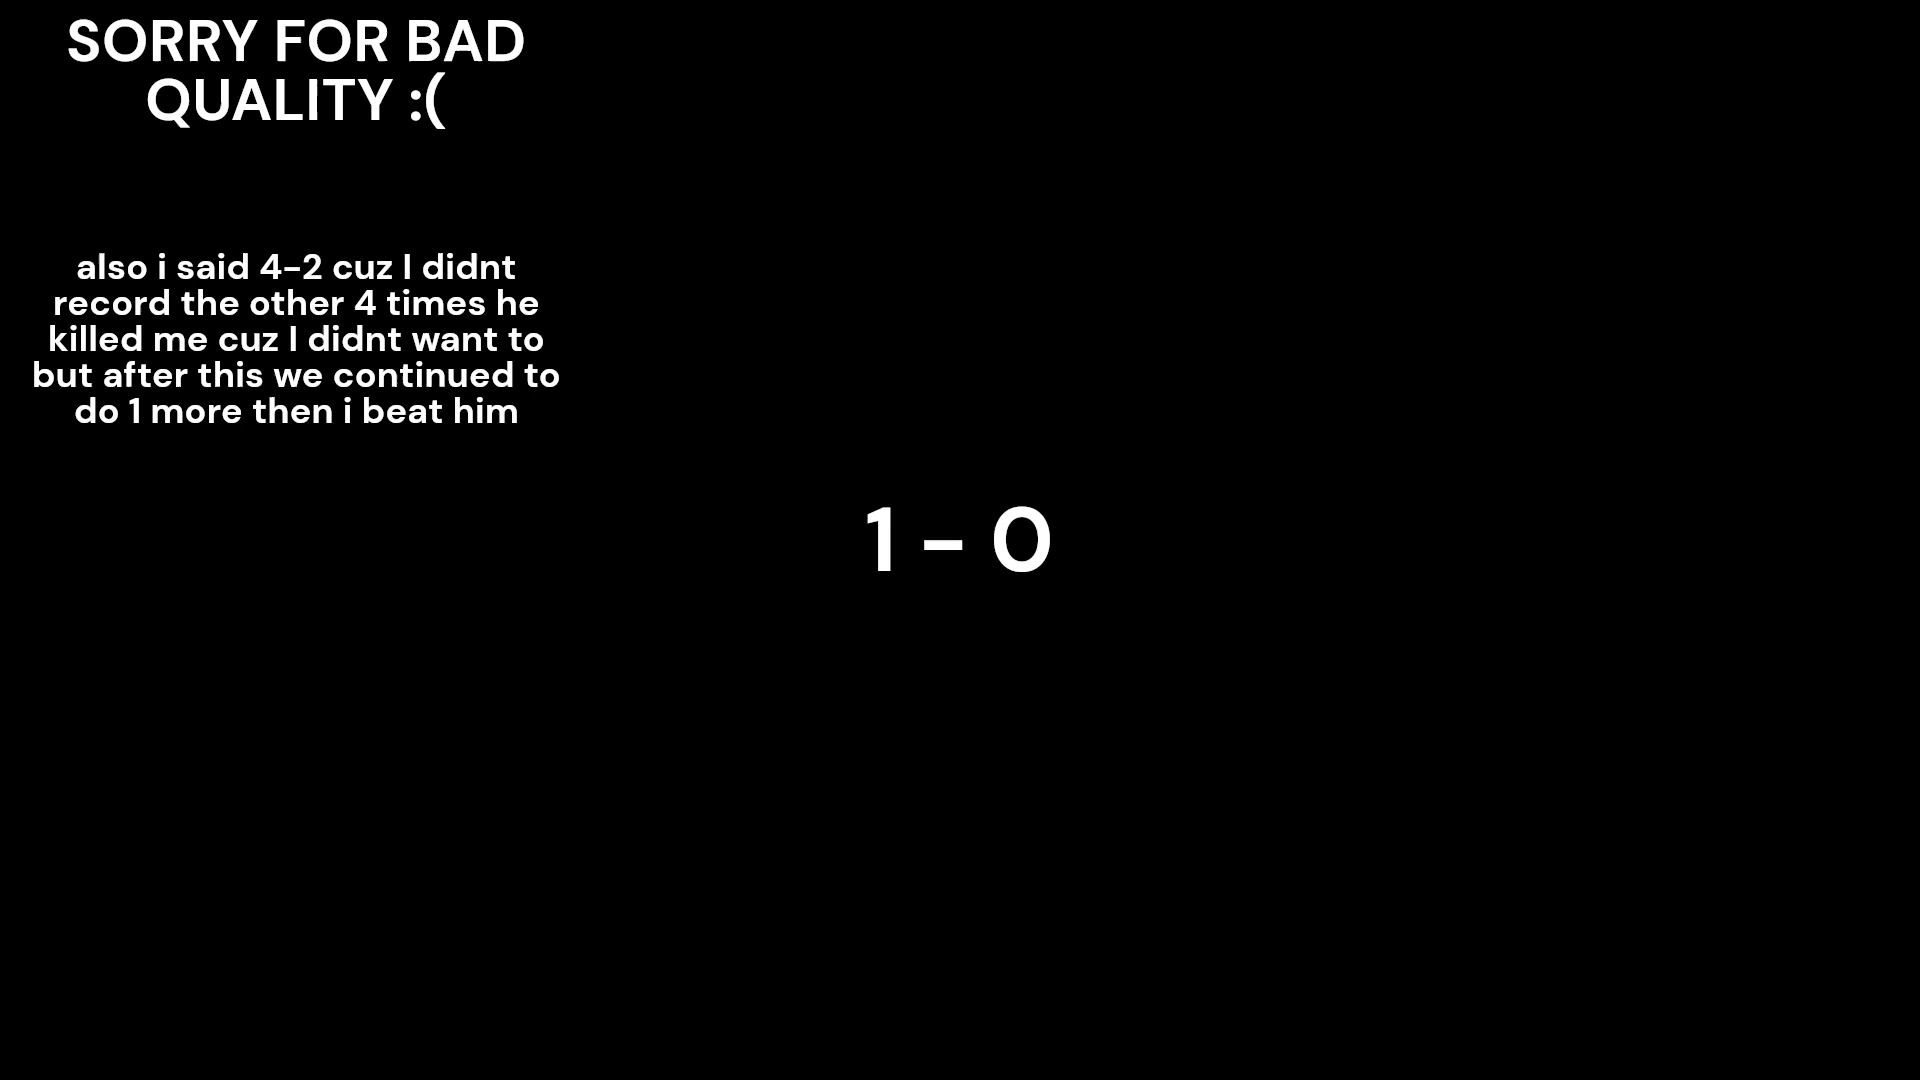 SORRY FOR BAD
QUALITY :(
also i said 4-2 cuz I didnt
record the other 4 times he
killed me cuz I didnt want to
but after this we continued to
do 1 more then i beat him
1 - 0